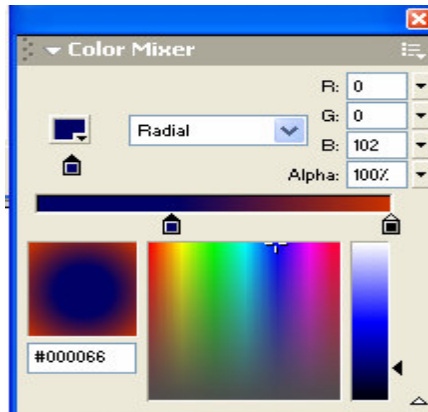 Color Mixer
R: 0
Radial
G: 0
B: 102
Alpha: 100%
#000066